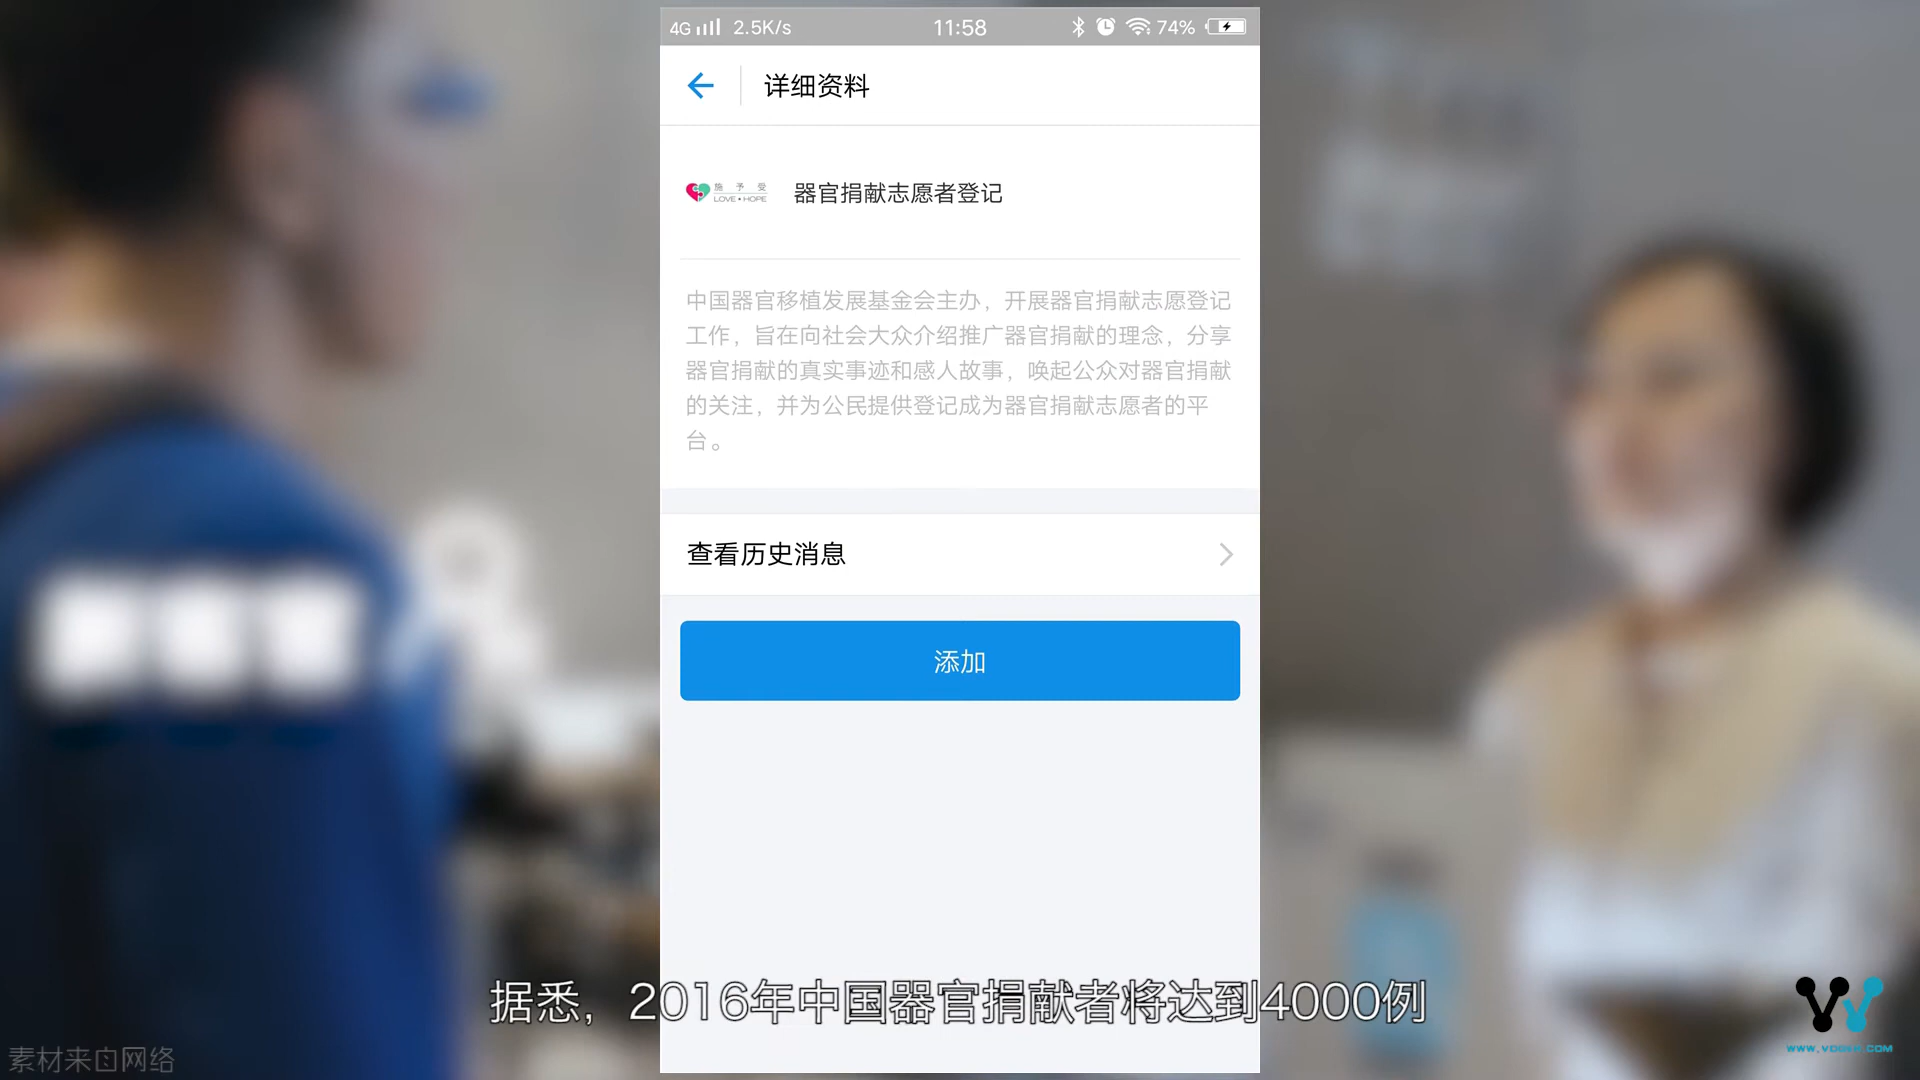 4G 2.5K/s 11:58 74%
详细资料
施 予 受
LOVE•HOPE
器官捐献志愿者登记
中国器官移植发展基金会主办，开展器官捐献志愿登记
工作，旨在向社会大众介绍推广器官捐献的理念，分享
器官捐献的真实事迹和感人故事，唤起公众对器官捐献
的关注，并为公民提供登记成为器官捐献志愿者的平
台。
查看历史消息
添加
据悉，2016年中国器官捐献者将达到4000例
素材来自网络